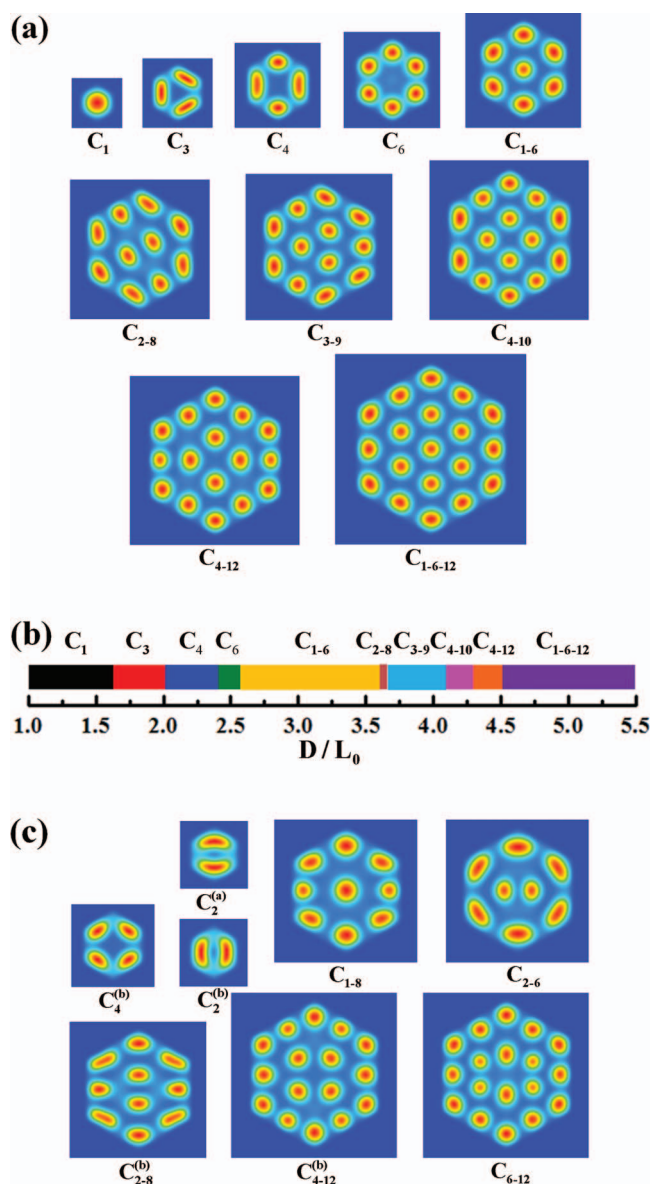 (a)
C₁ C₃ C₄ C₆ C₁₋₆
C₂₋₈ C₃₋₉ C₄₋₁₀
C₄₋₁₂ C₁₋₆₋₁₂
(b) C₁ C₃ C₄ C₆ C₁₋₆ C₂₋₈ C₃₋₉ C₄₋₁₀ C₄₋₁₂ C₁₋₆₋₁₂
1.0 1.5 2.0 2.5 3.0 3.5 4.0 4.5 5.0 5.5
D / L₀
(c)
C₂⁽ᵃ⁾
C₄⁽ᵇ⁾ C₂⁽ᵇ⁾ C₁₋₈ C₂₋₆
C₂₋₈⁽ᵇ⁾ C₄₋₁₂⁽ᵇ⁾ C₆₋₁₂